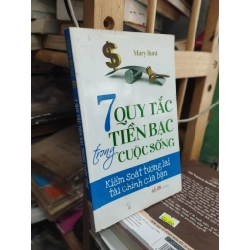 Mary Hunt
7 QUY TẮC
TIỀN BẠC
trong CUỘC SỐNG
Kiểm soát tương lai
tài chính của bạn